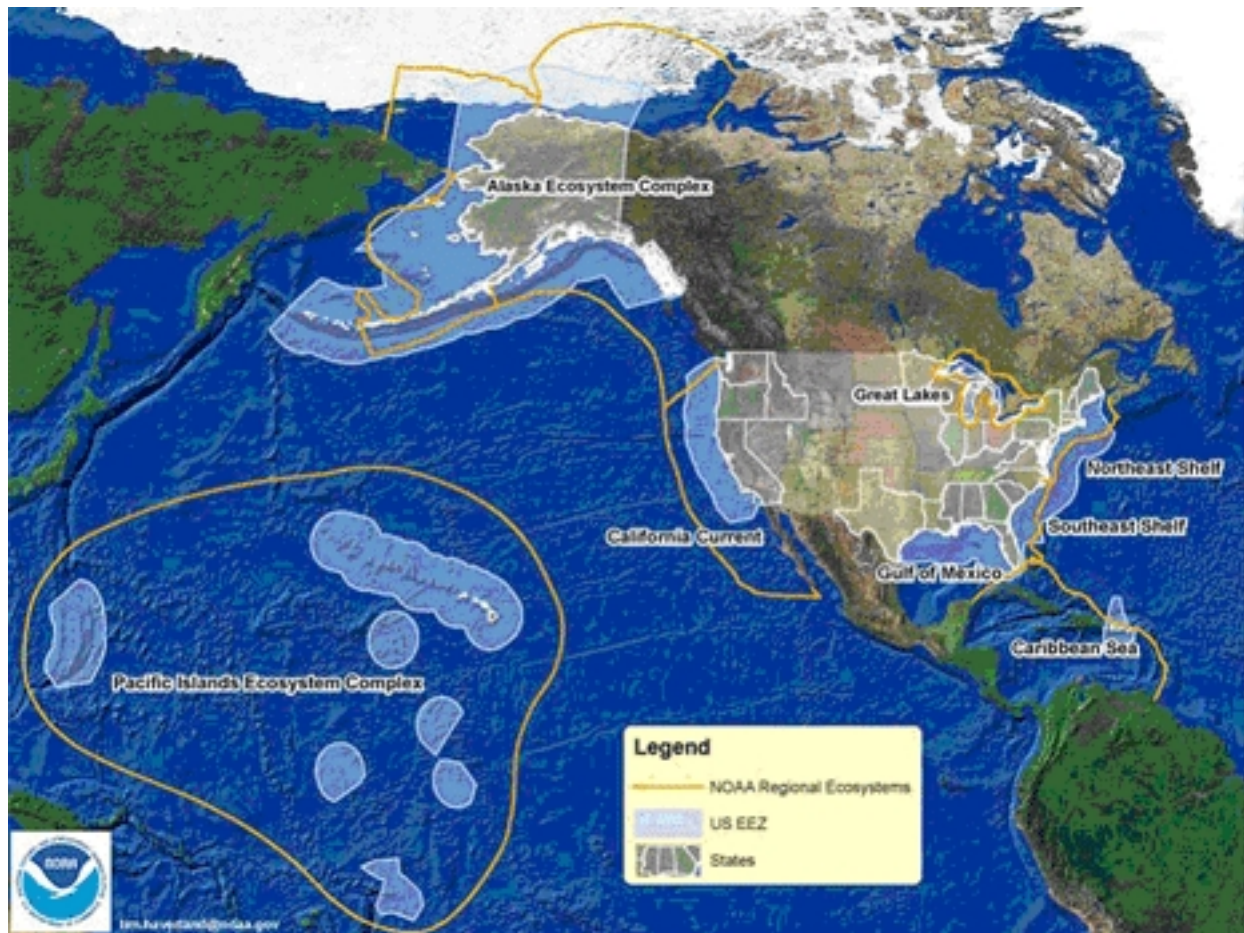 Alaska Ecosystem Complex
Great Lakes
Northeast Shelf
Southeast Shelf
California Current
Gulf of Mexico
Caribbean Sea
Pacific Islands Ecosystem Complex
Legend
NOAA Regional Ecosystems
US EEZ
States
NOAA